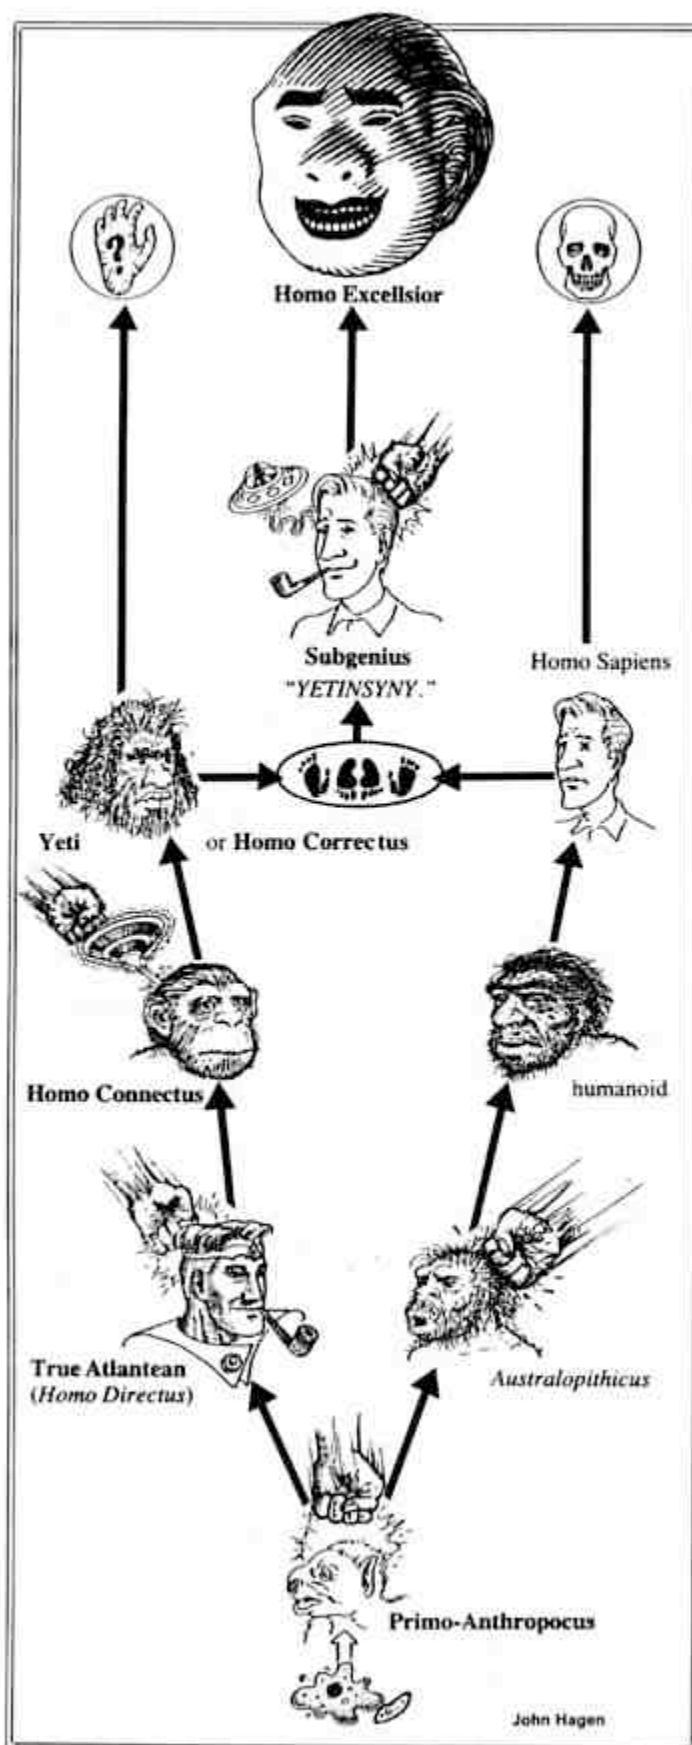 ?
Homo Excellsior
Subgenius
"YETINSYNY."
Homo Sapiens
Yeti
or Homo Correctus
Homo Connectus
humanoid
True Atlantean
(Homo Directus)
Australopithicus
Primo-Anthropocus
John Hagen